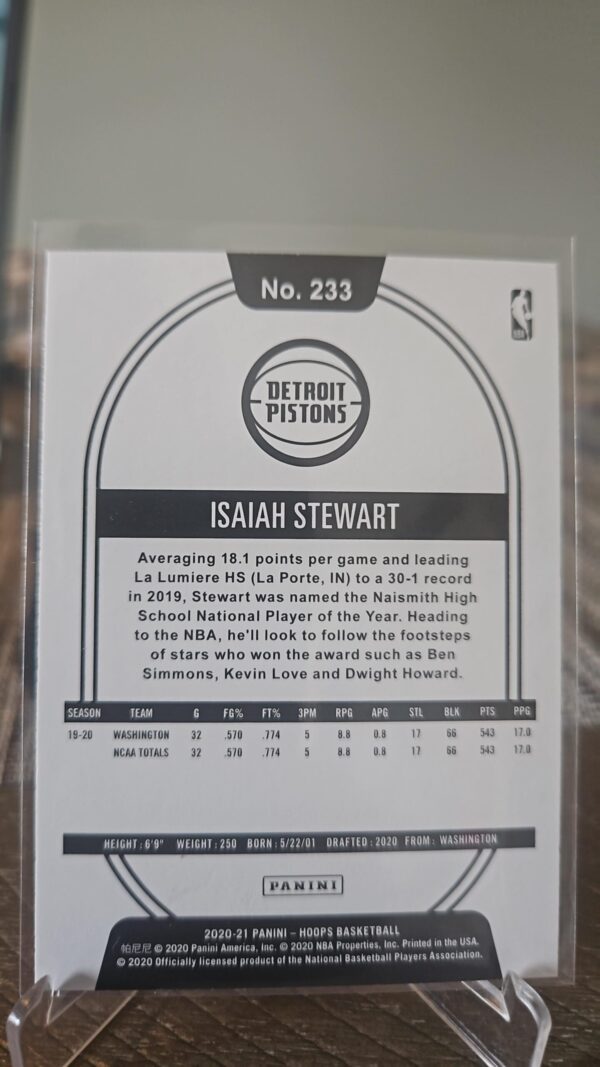 No. 233
DETROIT
PISTONS
ISAIAH STEWART
Averaging 18.1 points per game and leading
La Lumiere HS (La Porte, IN) to a 30-1 record
in 2019, Stewart was named the Naismith High
School National Player of the Year. Heading
to the NBA, he'll look to follow the footsteps
of stars who won the award such as Ben
Simmons, Kevin Love and Dwight Howard.
SEASON TEAM G FG% FT% 3PM RPG APG STL BLK PTS PPG
19-20 WASHINGTON 32 .570 .774 5 8.8 0.8 17 66 543 17.0
NCAA TOTALS 32 .570 .774 5 8.8 0.8 17 66 543 17.0
HEIGHT: 6'9" WEIGHT: 250 BORN: 5/22/01 DRAFTED: 2020 FROM: WASHINGTON
PANINI
2020-21 PANINI – HOOPS BASKETBALL
帕尼尼 © 2020 Panini America, Inc. © 2020 NBA Properties, Inc. Printed in the USA.
© 2020 Officially licensed product of the National Basketball Players Association.